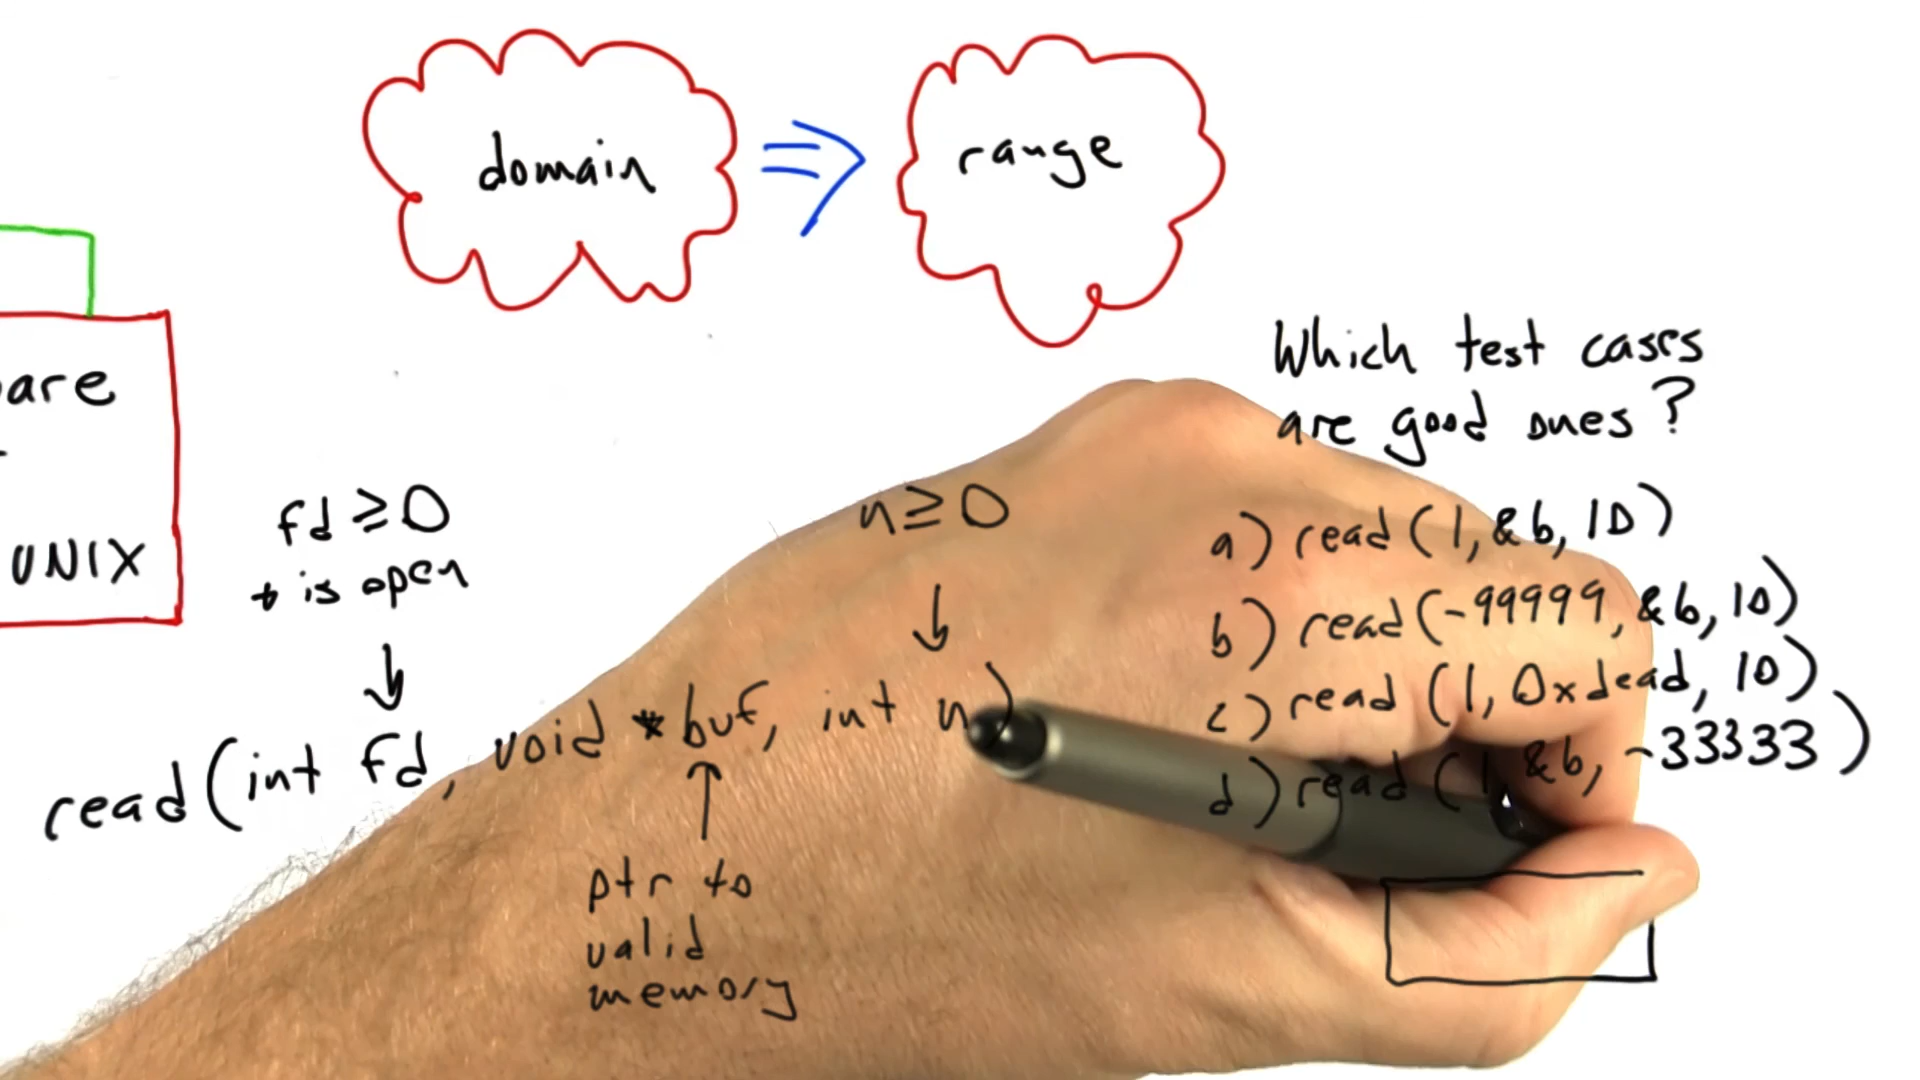 domain
range
are
UNIX
fd ≥ 0
+ is open
n ≥ 0
read(int fd, void *buf, int n)
ptr to
valid
memory
Which test cases
are good ones?
a) read (1, &b, 10)
b) read (-99999, &b, 10)
c) read (1, 0xdead, 10)
d) read (1, &b, -33333)